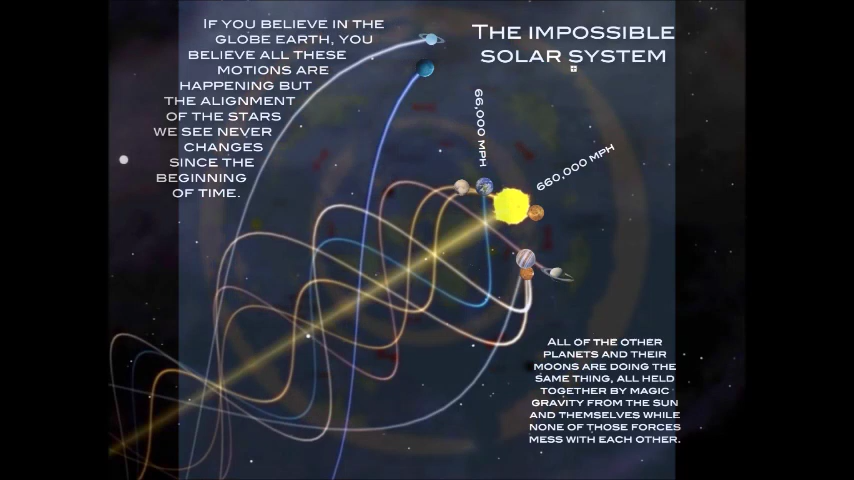 If you believe in the
globe Earth, you
believe all these
motions are
happening but
the alignment
of the stars
we see never
changes
since the
beginning
of time.
The impossible
solar system
66,000 mph
660,000 mph
All of the other
planets and their
moons are doing the
same thing, all held
together by magic
gravity from the sun
and themselves while
none of those forces
mess with each other.